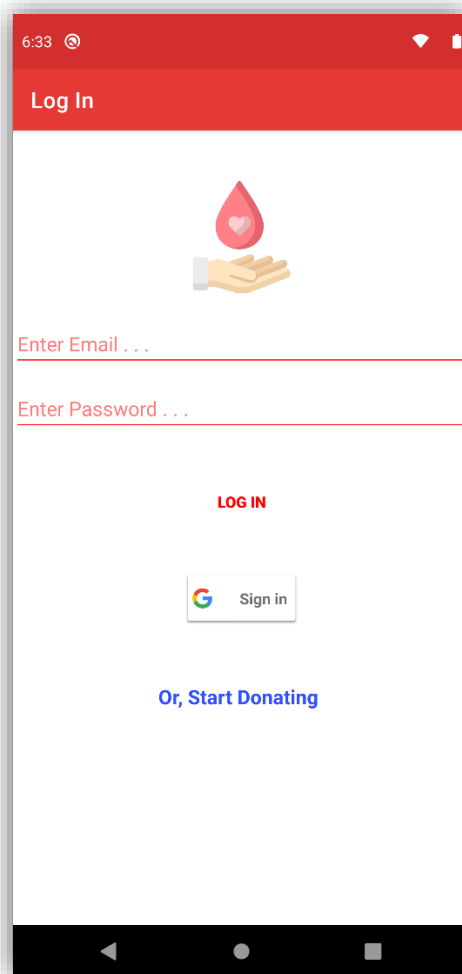 6:33
Log In
Enter Email . . .
Enter Password . . .
LOG IN
G Sign in
Or, Start Donating